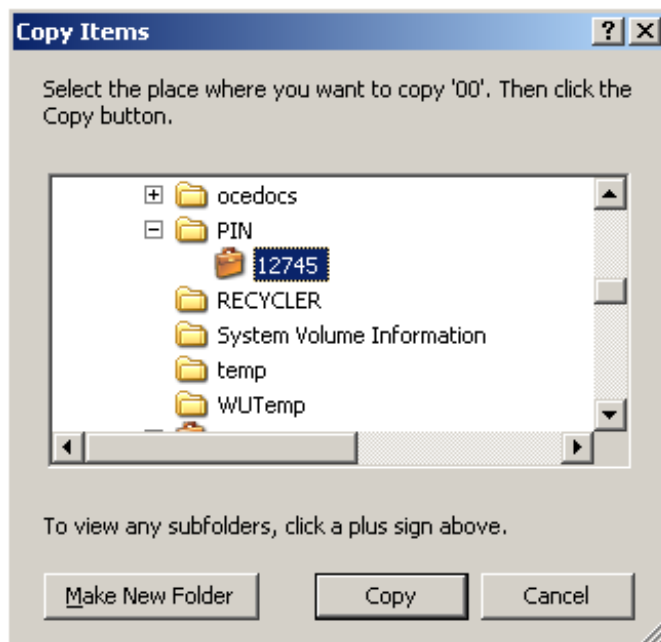 Copy Items
Select the place where you want to copy '00'. Then click the
Copy button.
ocedocs
PIN
12745
RECYCLER
System Volume Information
temp
WUTemp
To view any subfolders, click a plus sign above.
Make New Folder Copy Cancel